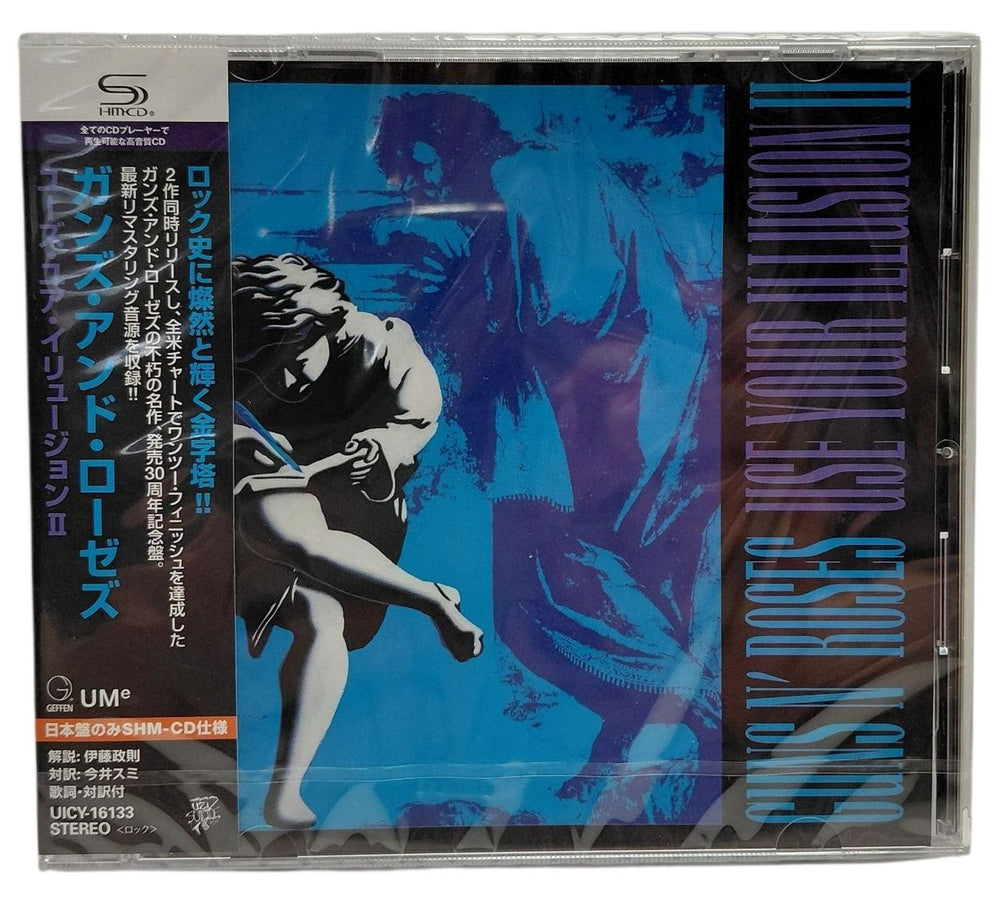 SHM-CD®
全てのCDプレーヤーで
再生可能な高音質CD
ロック史に燦然と輝く金字塔!!
2作同時リリースし、全米チャートでワンツー・フィニッシュを達成した
ガンズ・アンド・ローゼズの不朽の名作、発売30周年記念盤。
最新リマスタリング音源を収録!!
ガンズ・アンド・ローゼズ
ユーズ・ユア・イリュージョンII
GEFFEN
UMe
日本盤のみSHM-CD仕様
解説: 伊藤政則
対訳: 今井スミ
歌詞・対訳付
UICY-16133
STEREO <ロック>
GUNS N' ROSES USE YOUR ILLUSION II